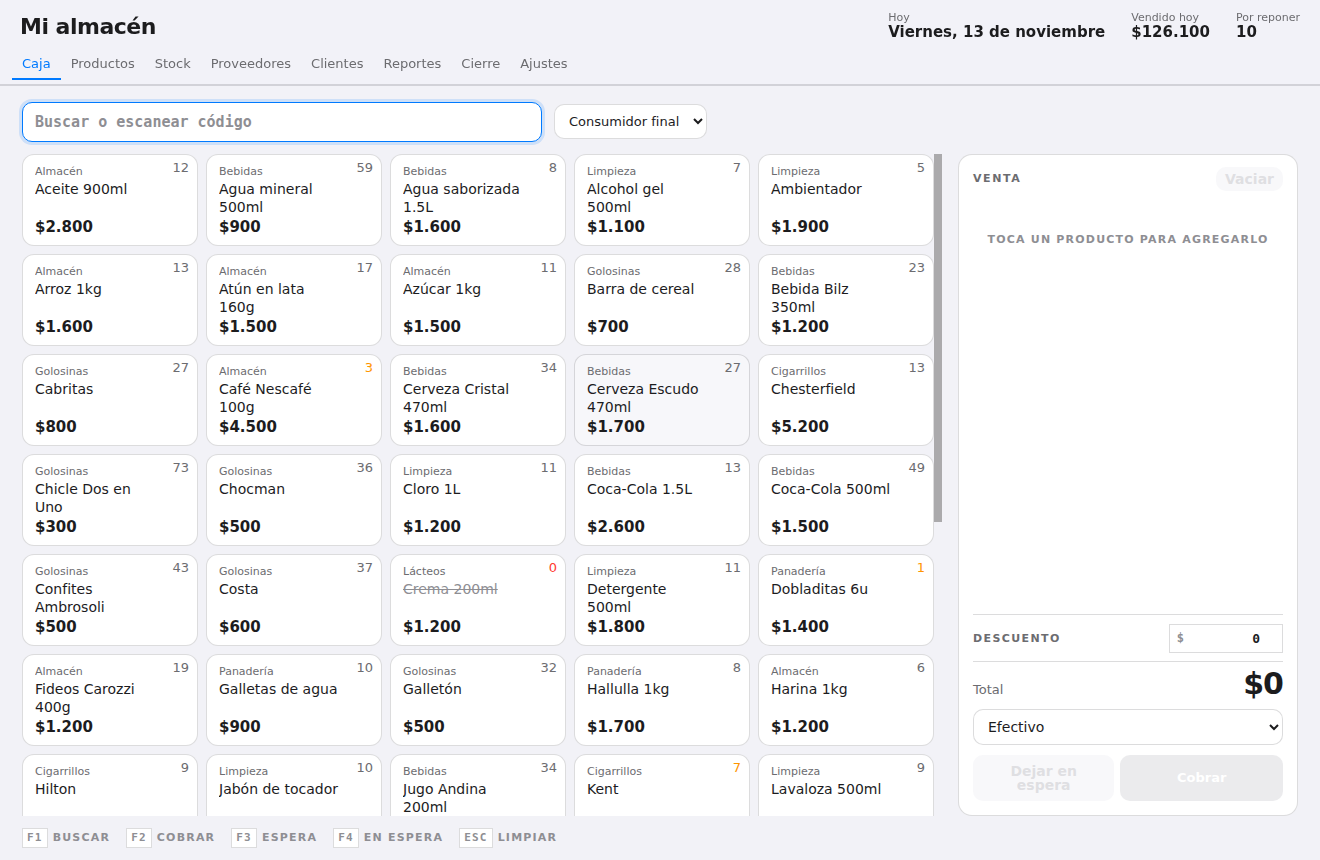 Mi almacén
Hoy
Viernes, 13 de noviembre
Vendido hoy
$126.100
Por reponer
10
Caja Productos Stock Proveedores Clientes Reportes Cierre Ajustes
Buscar o escanear código
Consumidor final
Almacén 12
Aceite 900ml
$2.800
Bebidas 59
Agua mineral
500ml
$900
Bebidas 8
Agua saborizada
1.5L
$1.600
Limpieza 7
Alcohol gel
500ml
$1.100
Limpieza 5
Ambientador
$1.900
Almacén 13
Arroz 1kg
$1.600
Almacén 17
Atún en lata
160g
$1.500
Almacén 11
Azúcar 1kg
$1.500
Golosinas 28
Barra de cereal
$700
Bebidas 23
Bebida Bilz
350ml
$1.200
Golosinas 27
Cabritas
$800
Almacén 3
Café Nescafé
100g
$4.500
Bebidas 34
Cerveza Cristal
470ml
$1.600
Bebidas 27
Cerveza Escudo
470ml
$1.700
Cigarrillos 13
Chesterfield
$5.200
Golosinas 73
Chicle Dos en
Uno
$300
Golosinas 36
Chocman
$500
Limpieza 11
Cloro 1L
$1.200
Bebidas 13
Coca-Cola 1.5L
$2.600
Bebidas 49
Coca-Cola 500ml
$1.500
Golosinas 43
Confites
Ambrosoli
$500
Golosinas 37
Costa
$600
Lácteos 0
Crema 200ml
$1.200
Limpieza 11
Detergente
500ml
$1.800
Panadería 1
Dobladitas 6u
$1.400
Almacén 19
Fideos Carozzi
400g
$1.200
Panadería 10
Galletas de agua
$900
Golosinas 32
Galletón
$500
Panadería 8
Hallulla 1kg
$1.700
Almacén 6
Harina 1kg
$1.200
Cigarrillos 9
Hilton
Limpieza 10
Jabón de tocador
Bebidas 34
Jugo Andina
200ml
Cigarrillos 7
Kent
Limpieza 9
Lavaloza 500ml
VENTA
Vaciar
TOCA UN PRODUCTO PARA AGREGARLO
DESCUENTO
$ 0
Total
$0
Efectivo
Dejar en
espera
Cobrar
F1 BUSCAR F2 COBRAR F3 ESPERA F4 EN ESPERA ESC LIMPIAR